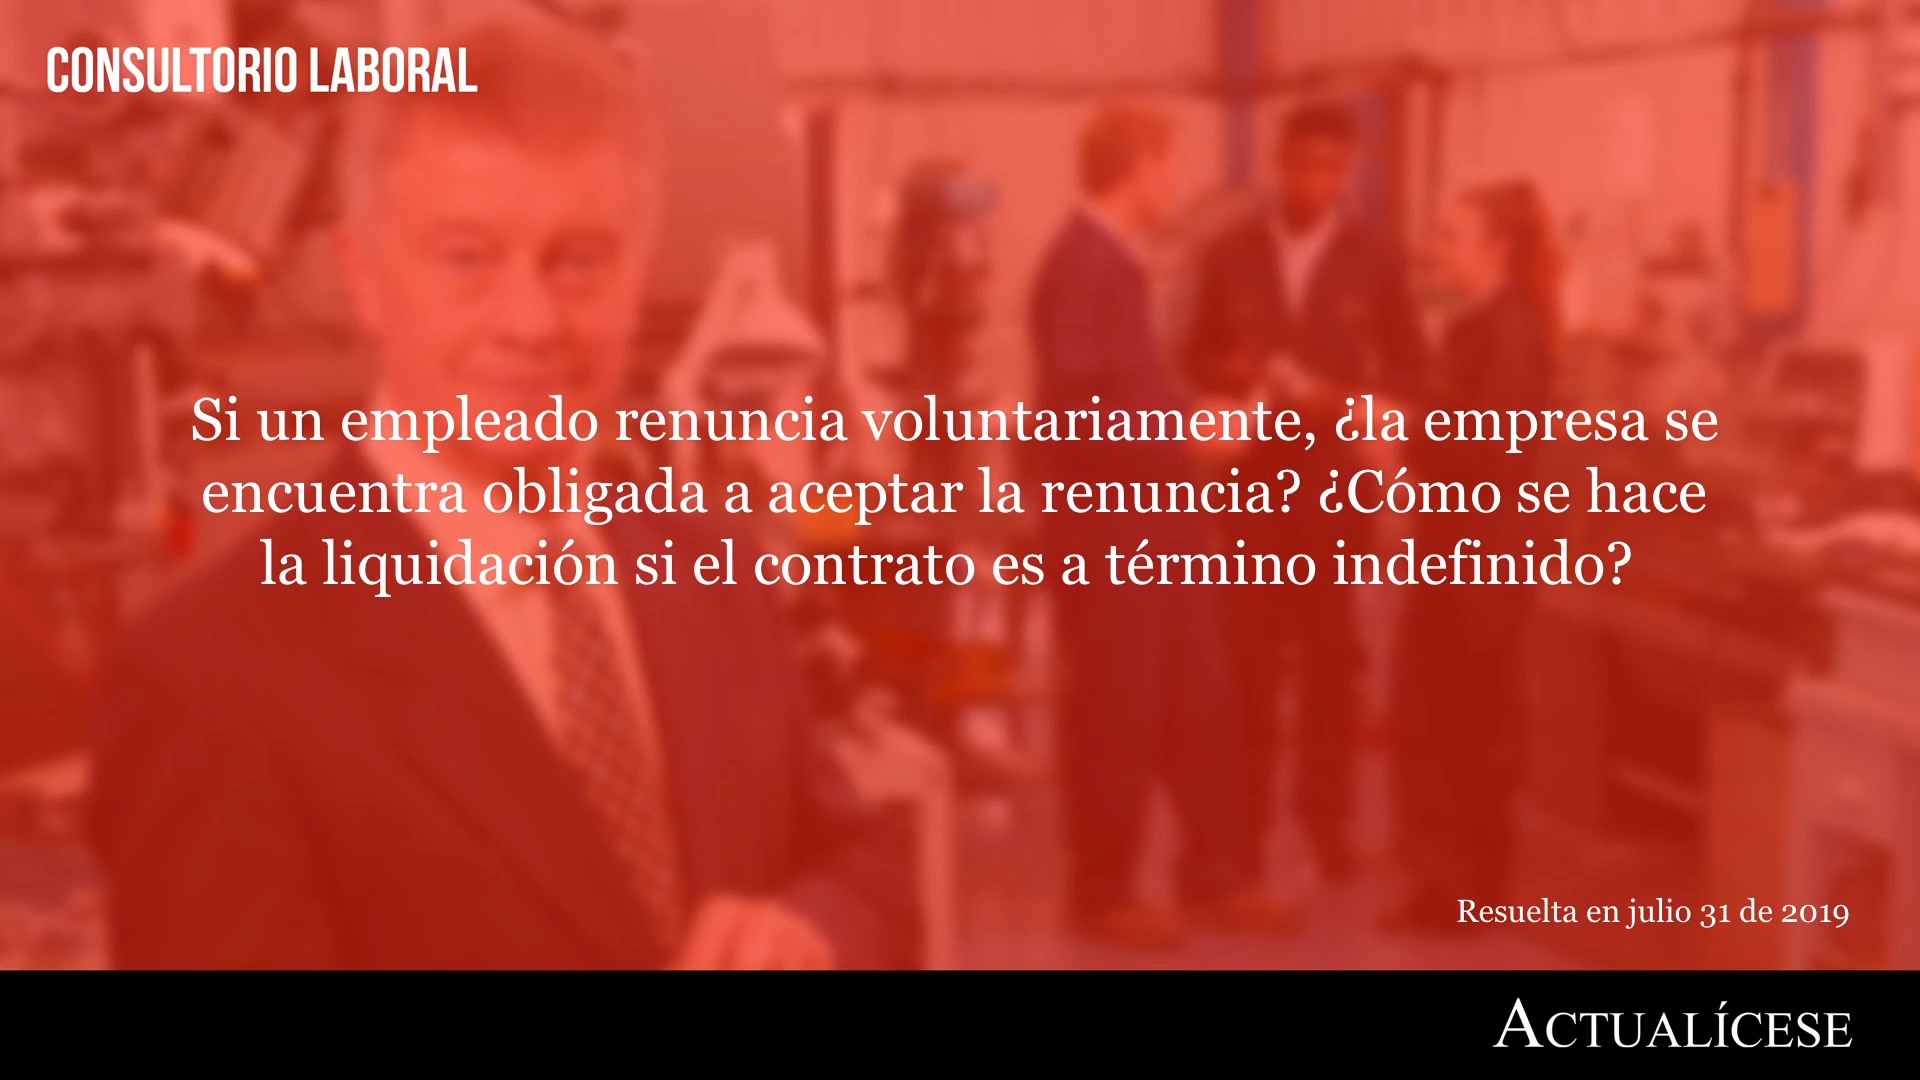 CONSULTORIO LABORAL
Si un empleado renuncia voluntariamente, ¿la empresa se
encuentra obligada a aceptar la renuncia? ¿Cómo se hace
la liquidación si el contrato es a término indefinido?
Resuelta en julio 31 de 2019
ACTUALÍCESE